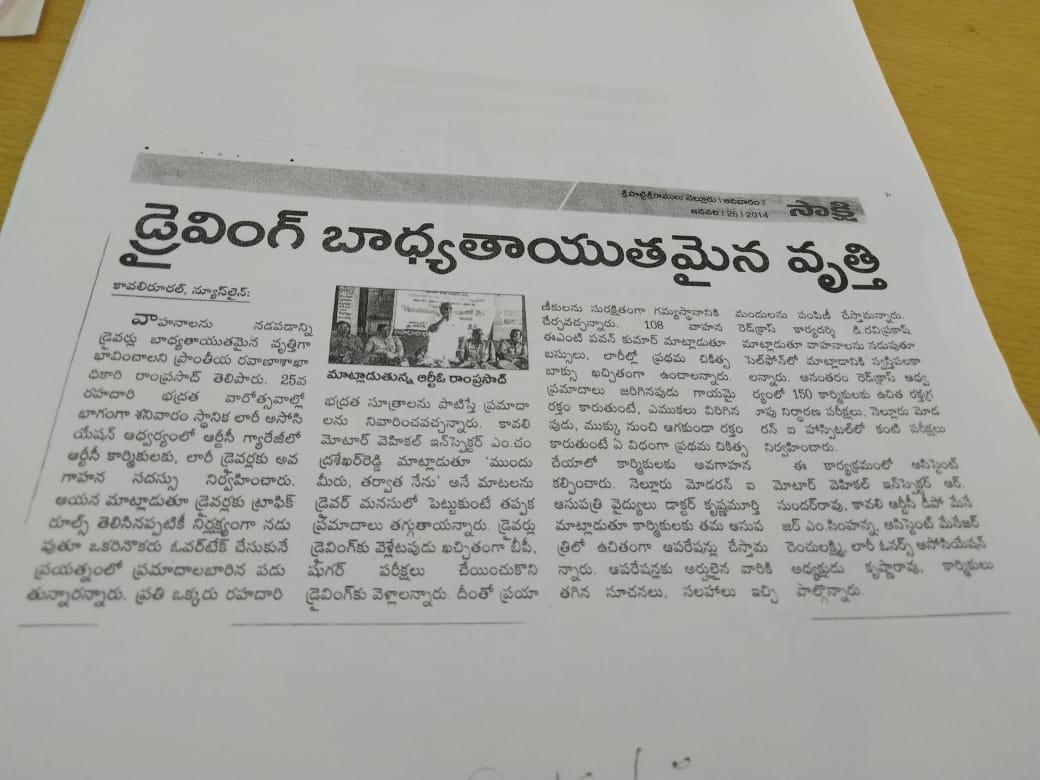 శ్రీపొట్టిశ్రీరాములు నెల్లూరు । ఆదివారం ।
జనవరి । 26 । 2014
సాక్షి
డ్రైవింగ్ బాధ్యతాయుతమైన వృత్తి
కావలిరూరల్, న్యూస్‌లైన్:
వాహనాలను నడపడాన్ని
డ్రైవర్లు బాధ్యతాయుతమైన వృత్తిగా
భావించాలని ప్రాంతీయ రవాణాశాఖా
ధికారి రాంప్రసాద్ తెలిపారు. 25వ
రహదారి భద్రత వారోత్సవాల్లో
భాగంగా శనివారం స్థానిక లారీ అసోసి
యేషన్ ఆధ్వర్యంలో ఆర్టీసీ గ్యారేజీలో
ఆర్టీసీ కార్మికులకు, లారీ డ్రైవర్లకు అవ
గాహన సదస్సు నిర్వహించారు.
ఆయన మాట్లాడుతూ డ్రైవర్లకు ట్రాఫిక్
రూల్స్ తెలిసినప్పటికీ నిర్లక్ష్యంగా నడు
పుతూ ఒకరినొకరు ఓవర్‌టేక్ చేసుకునే
ప్రయత్నంలో ప్రమాదాలబారిన పడు
తున్నారన్నారు. ప్రతి ఒక్కరు రహదారి
మాట్లాడుతున్న ఆర్టీఓ రాంప్రసాద్
భద్రత సూత్రాలను పాటిస్తే ప్రమాదా
లను నివారించవచ్చన్నారు. కావలి
మోటార్ వెహికల్ ఇన్‌స్పెక్టర్ ఎం.చం
ద్రశేఖర్‌రెడ్డి మాట్లాడుతూ 'ముందు
మీరు, తర్వాత నేను' అనే మాటలను
డ్రైవర్ మనసులో పెట్టుకుంటే తప్పక
ప్రమాదాలు తగ్గుతాయన్నారు. డ్రైవర్లు
డ్రైవింగ్‌కు వెళ్లేటపుడు ఖచ్చితంగా బీపీ,
షుగర్ పరీక్షలు చేయించుకొని
డ్రైవింగ్‌కు వెళ్లాలన్నారు. దీంతో ప్రయా
ణీకులను సురక్షితంగా గమ్యస్థానానికి
చేర్చవచ్చన్నారు. 108 వాహన
ఈఎంటీ పవన్ కుమార్ మాట్లాడుతూ
బస్సులు, లారీల్లో ప్రథమ చికిత్స
బాక్సు ఖచ్చితంగా ఉండాలన్నారు.
ప్రమాదాలు జరిగినపుడు గాయమై
రక్తం కారుతుంటే, ఎముకలు విరిగిన
పుడు, ముక్కు నుంచి ఆగకుండా రక్తం
కారుతుంటే ఏ విధంగా ప్రథమ చికిత్స
చేయాలో కార్మికులకు అవగాహన
కల్పించారు. నెల్లూరు మోడరన్ ఐ
ఆసుపత్రి వైద్యులు డాక్టర్ కృష్ణమూర్తి
మాట్లాడుతూ కార్మికులకు తమ ఆసుప
త్రిలో ఉచితంగా ఆపరేషన్లు చేస్తామ
న్నారు. ఆపరేషన్లకు అర్హులైన వారికి
తగిన సూచనలు, సలహాలు ఇచ్చి
మందులను పంపిణీ చేస్తామన్నారు.
రెడ్‌క్రాస్ కార్యదర్శి డి.రవిప్రకాష్
మాట్లాడుతూ వాహనాలను నడుపుతూ
సెల్‌ఫోన్‌లో మాట్లాడానికి స్వస్తిపలకా
లన్నారు. అనంతరం రెడ్‌క్రాస్ ఆధ్వ
ర్యంలో 150 కార్మికులకు ఉచిత రక్తగ్ర
నిర్ధారణ పరీక్షలు, నెల్లూరు మోడ
రన్ ఐ హాస్పిటల్‌లో కంటి పరీక్షలు
నిర్వహించారు.
ఈ కార్యక్రమంలో అసిస్టెంట్
మోటార్ వెహికల్ ఇన్‌స్పెక్టర్ ఆర్.
సుందర్‌రావు, కావలి ఆర్టీసీ డీపో మేనే
జర్ ఎం.సింహన్న, అసిస్టెంట్ మేనేజర్
చెంచులక్ష్మి, లారీ ఓనర్స్ అసోసియేషన్
అధ్యక్షుడు కృష్ణారావు, కార్మికులు
పాల్గొన్నారు.